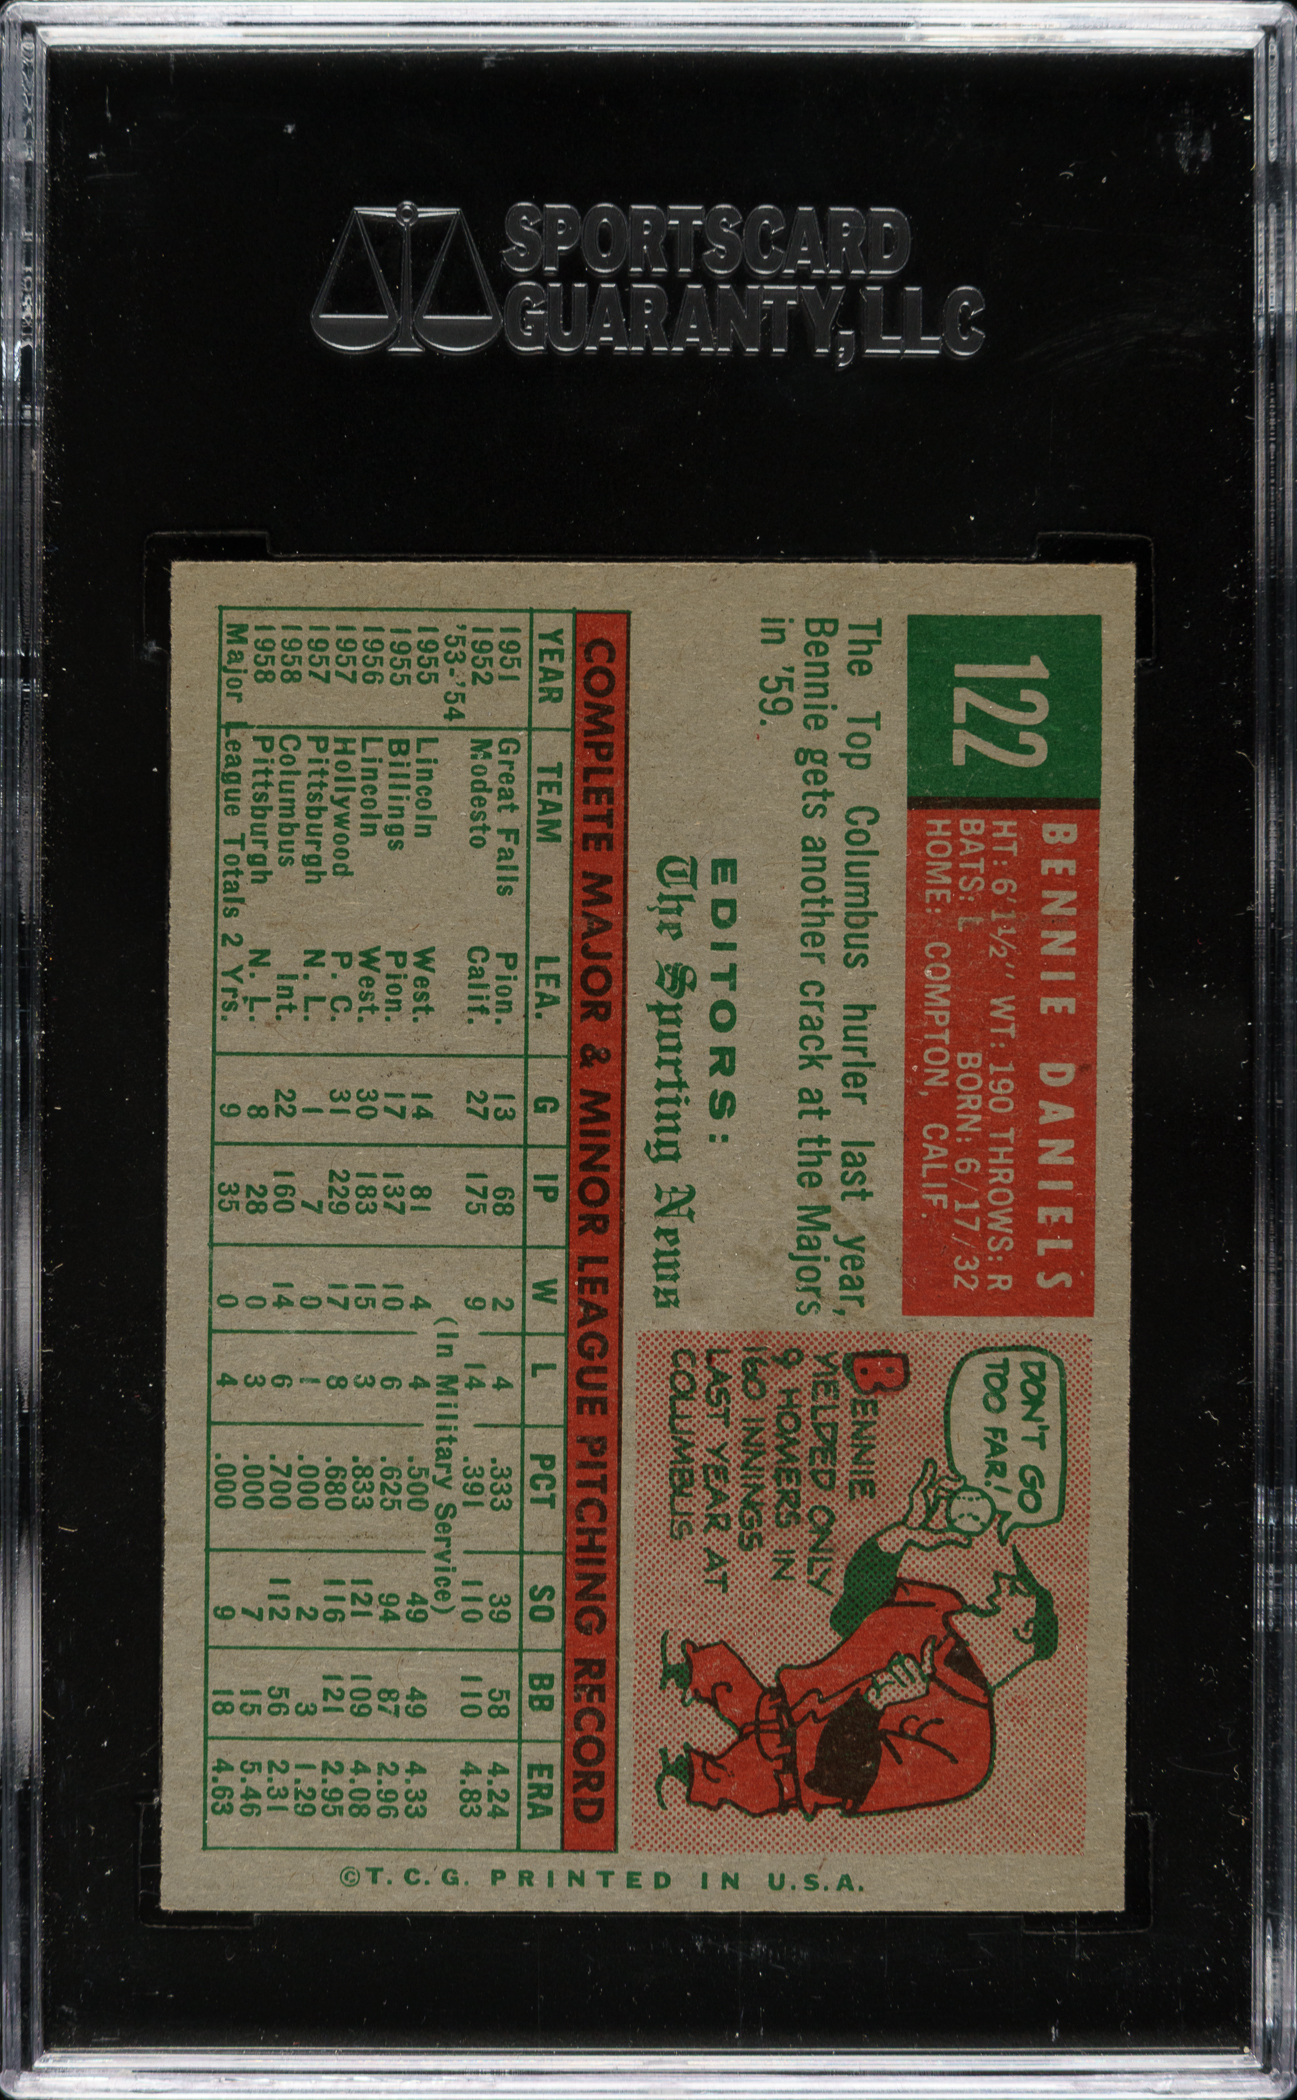 SPORTSCARD
GUARANTY, LLC
122
BENNIE DANIELS
HT: 6'1½" WT: 190 THROWS: R
BATS: L BORN: 6/17/32
HOME: COMPTON, CALIF.
The Top Columbus hurler last year,
Bennie gets another crack at the Majors
in '59.
EDITORS:
The Sporting News
DON'T GO
TOO FAR!
BENNIE
YIELDED ONLY
9 HOMERS IN
160 INNINGS
LAST YEAR AT
COLUMBUS
COMPLETE MAJOR & MINOR LEAGUE PITCHING RECORD
YEAR TEAM LEA. G IP W L PCT SO BB ERA
1951 Great Falls Pion. 13 68 2 4 .333 39 58 4.24
1952 Modesto Calif. 27 175 9 14 .391 110 110 4.83
'53-'54 (In Military Service)
1955 Lincoln West. 14 81 4 4 .500 49 49 4.33
1955 Billings Pion. 17 137 10 6 .625 94 87 2.96
1956 Lincoln West. 30 183 15 3 .833 121 109 4.08
1957 Hollywood P. C. 31 229 17 8 .680 116 121 2.95
1957 Pittsburgh N. L. 1 7 0 1 .000 2 3 1.29
1958 Columbus Int. 22 160 14 6 .700 112 56 2.31
1958 Pittsburgh N. L. 8 28 0 3 .000 7 15 5.46
Major League Totals 2 Yrs. 9 35 0 4 .000 9 18 4.63
©T. C. G. PRINTED IN U.S.A.